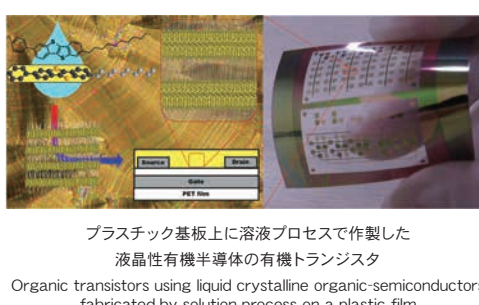 Source
Drain
Gate
PET film
プラスチック基板上に溶液プロセスで作製した
液晶性有機半導体の有機トランジスタ
Organic transistors using liquid crystalline organic-semiconductors
fabricated by solution process on a plastic film